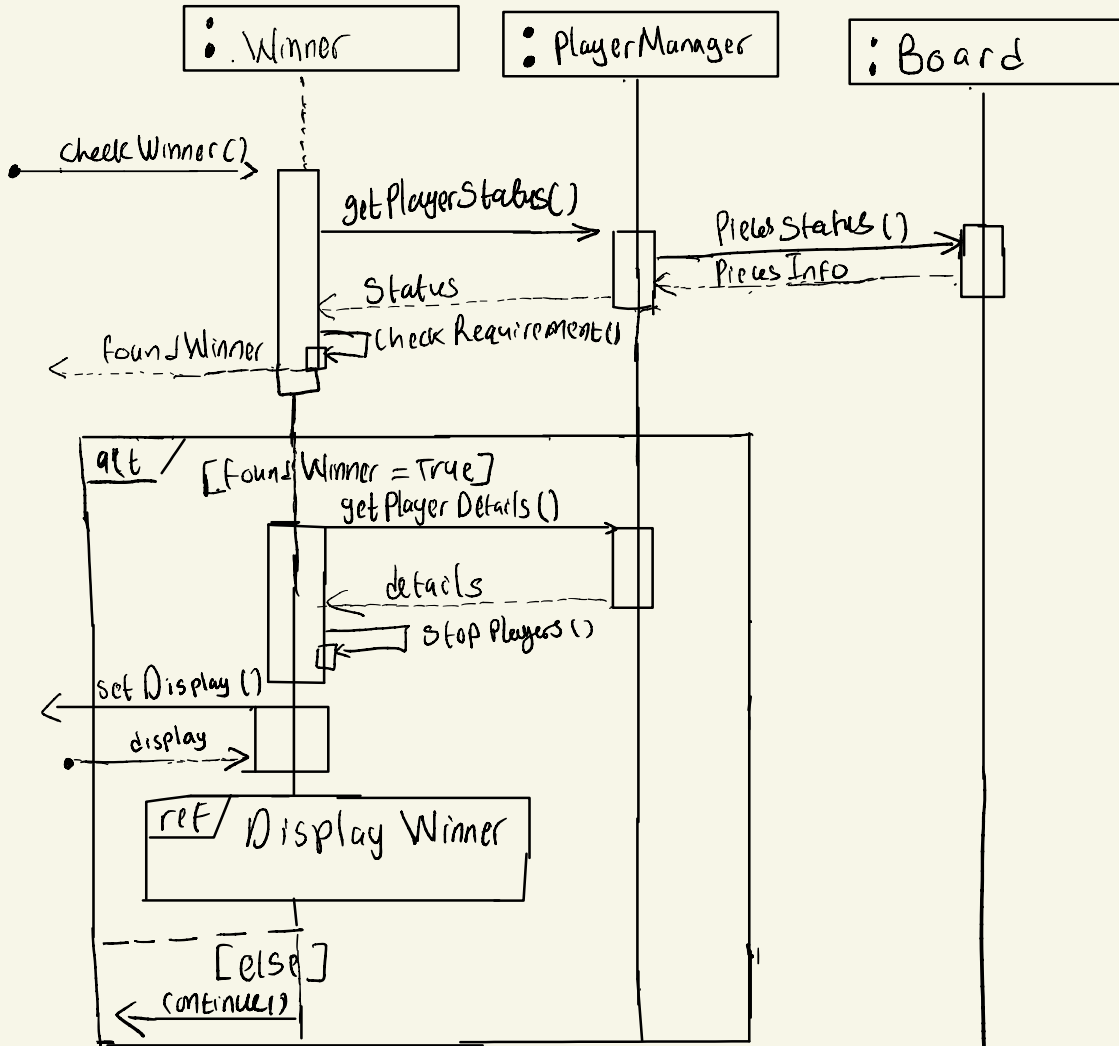 : Winner
: PlayerManager
: Board
checkWinner()
getPlayerStatus()
PiecesStatus()
PiecesInfo
Status
CheckRequirement()
foundWinner
alt
[foundWinner = True]
getPlayerDetails()
details
StopPlayers()
setDisplay()
display
ref
Display Winner
[else]
continue()